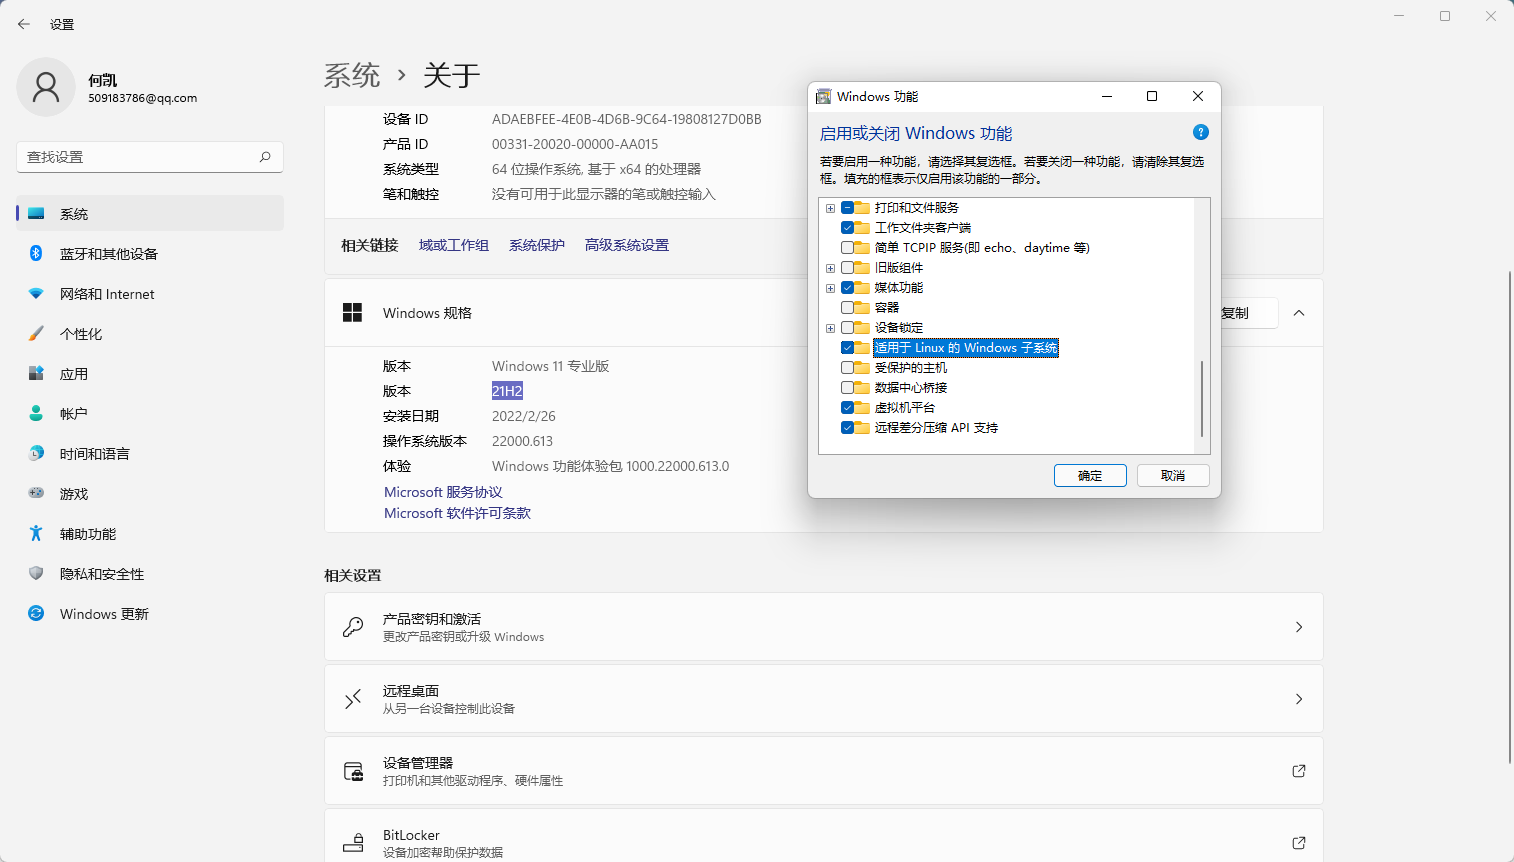 设置
何凯
509183786@qq.com
查找设置
系统
蓝牙和其他设备
网络和 Internet
个性化
应用
帐户
时间和语言
游戏
辅助功能
隐私和安全性
Windows 更新
系统 › 关于
设备 ID ADAEBFEE-4E0B-4D6B-9C64-19808127D0BB
产品 ID 00331-20020-00000-AA015
系统类型 64 位操作系统, 基于 x64 的处理器
笔和触控 没有可用于此显示器的笔或触控输入
相关链接 域或工作组 系统保护 高级系统设置
Windows 规格
复制
版本 Windows 11 专业版
版本 21H2
安装日期 2022/2/26
操作系统版本 22000.613
体验 Windows 功能体验包 1000.22000.613.0
Microsoft 服务协议
Microsoft 软件许可条款
相关设置
产品密钥和激活
更改产品密钥或升级 Windows
远程桌面
从另一台设备控制此设备
设备管理器
打印机和其他驱动程序、硬件属性
BitLocker
设备加密帮助保护数据
Windows 功能
启用或关闭 Windows 功能
?
若要启用一种功能，请选择其复选框。若要关闭一种功能，请清除其复选
框。填充的框表示仅启用该功能的一部分。
打印和文件服务
工作文件夹客户端
简单 TCPIP 服务(即 echo、daytime 等)
旧版组件
媒体功能
容器
设备锁定
适用于 Linux 的 Windows 子系统
受保护的主机
数据中心桥接
虚拟机平台
远程差分压缩 API 支持
确定 取消